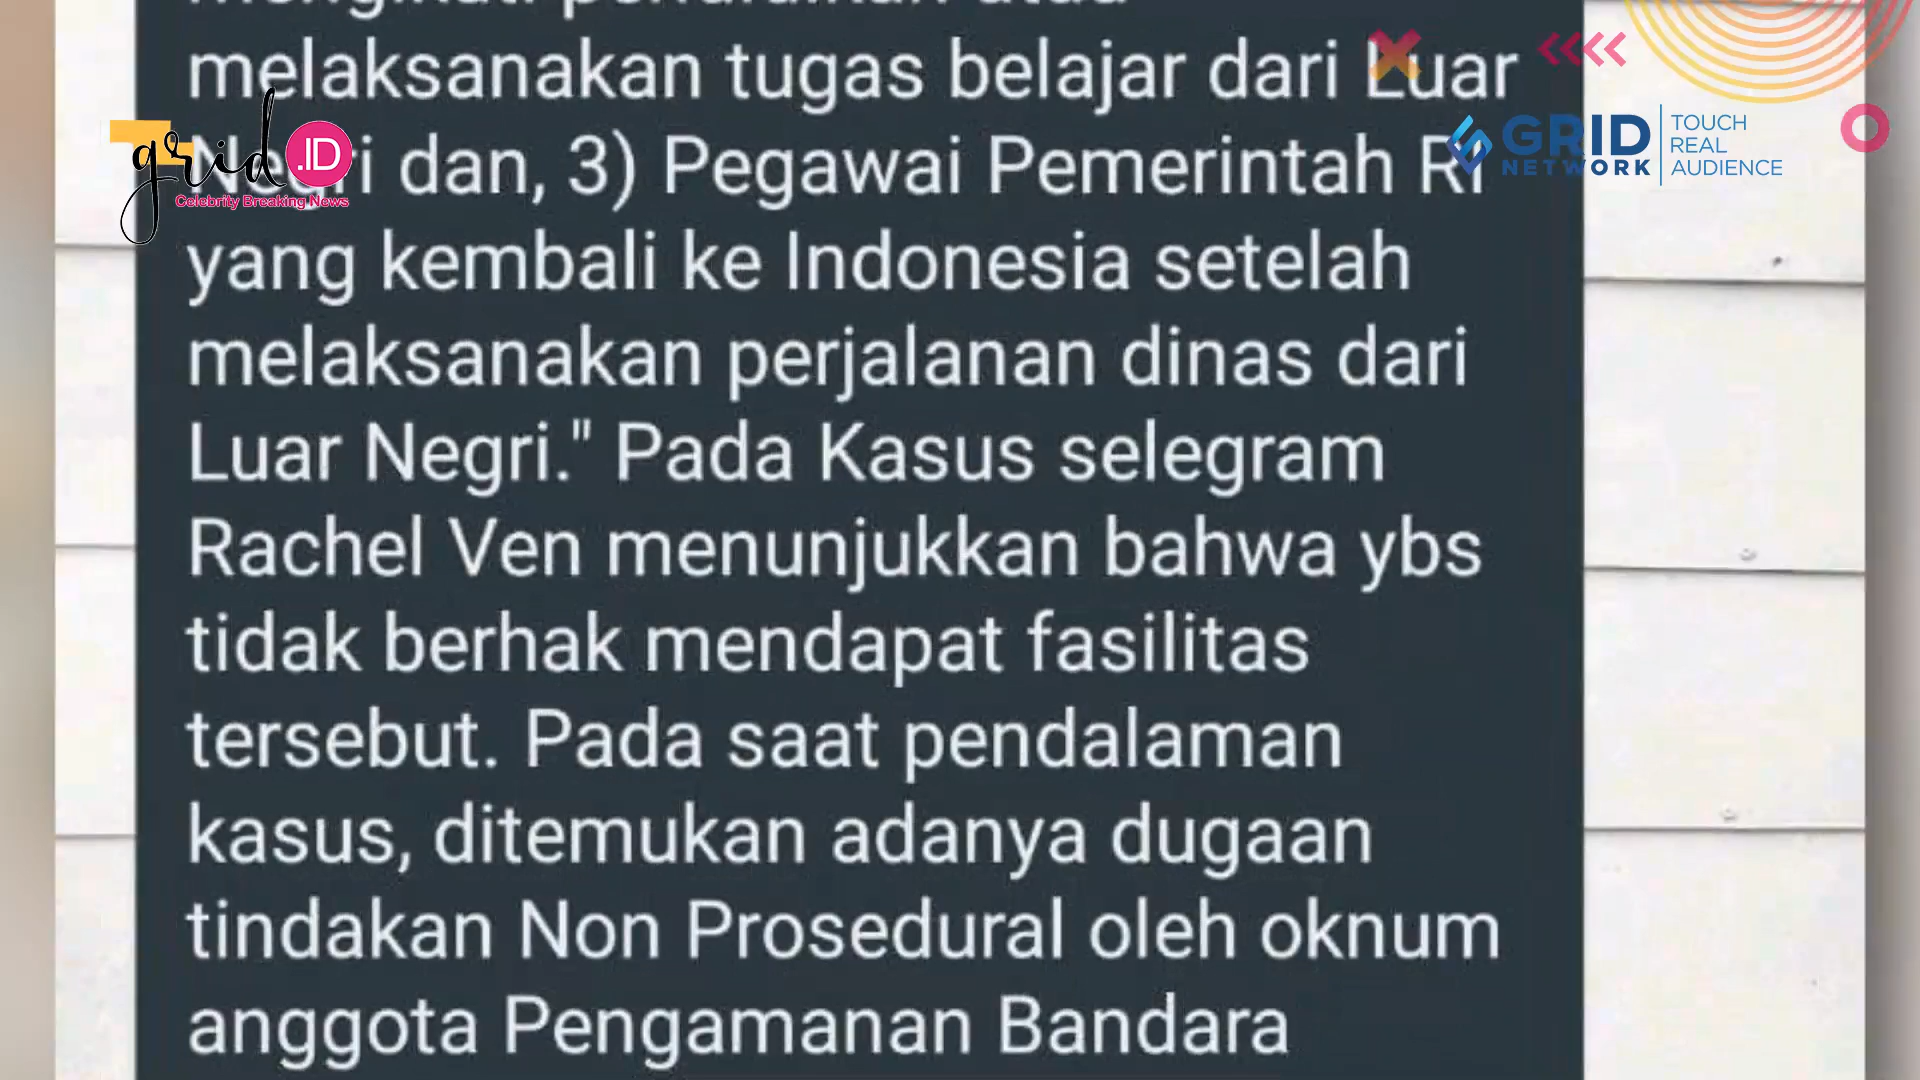 melaksanakan tugas belajar dari Luar
Negri dan, 3) Pegawai Pemerintah RI
yang kembali ke Indonesia setelah
melaksanakan perjalanan dinas dari
Luar Negri." Pada Kasus selegram
Rachel Ven menunjukkan bahwa ybs
tidak berhak mendapat fasilitas
tersebut. Pada saat pendalaman
kasus, ditemukan adanya dugaan
tindakan Non Prosedural oleh oknum
anggota Pengamanan Bandara
grid.ID
Celebrity Breaking News
GRID
NETWORK
TOUCH
REAL
AUDIENCE